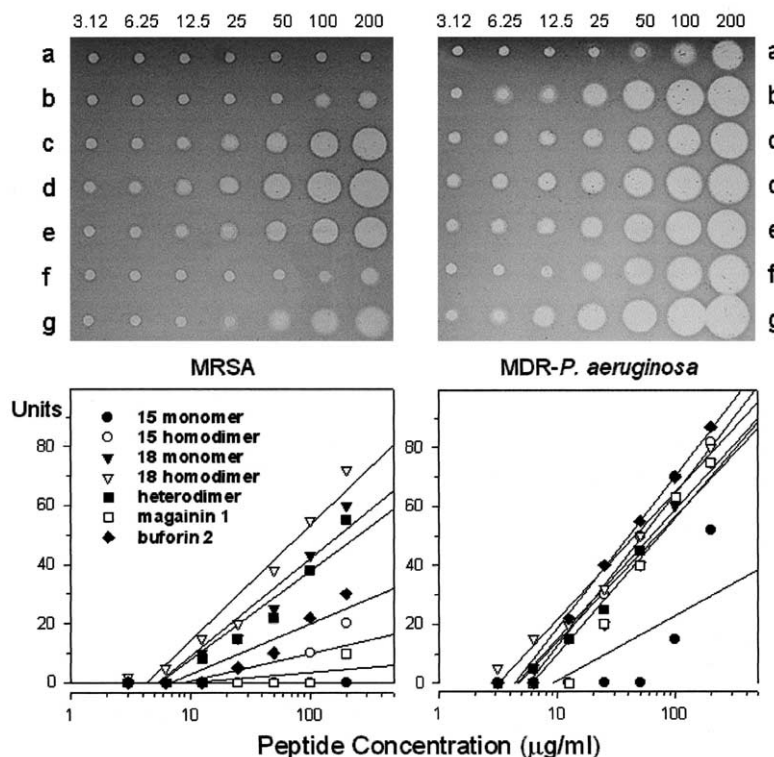 3.12 6.25 12.5 25 50 100 200
3.12 6.25 12.5 25 50 100 200
a
b
c
d
e
f
g
a
b
c
d
e
f
g
MRSA
MDR-P. aeruginosa
Units
80
60
40
20
0
15 monomer
15 homodimer
18 monomer
18 homodimer
heterodimer
magainin 1
buforin 2
80
60
40
20
0
1 10 100
1 10 100
Peptide Concentration (μg/ml)